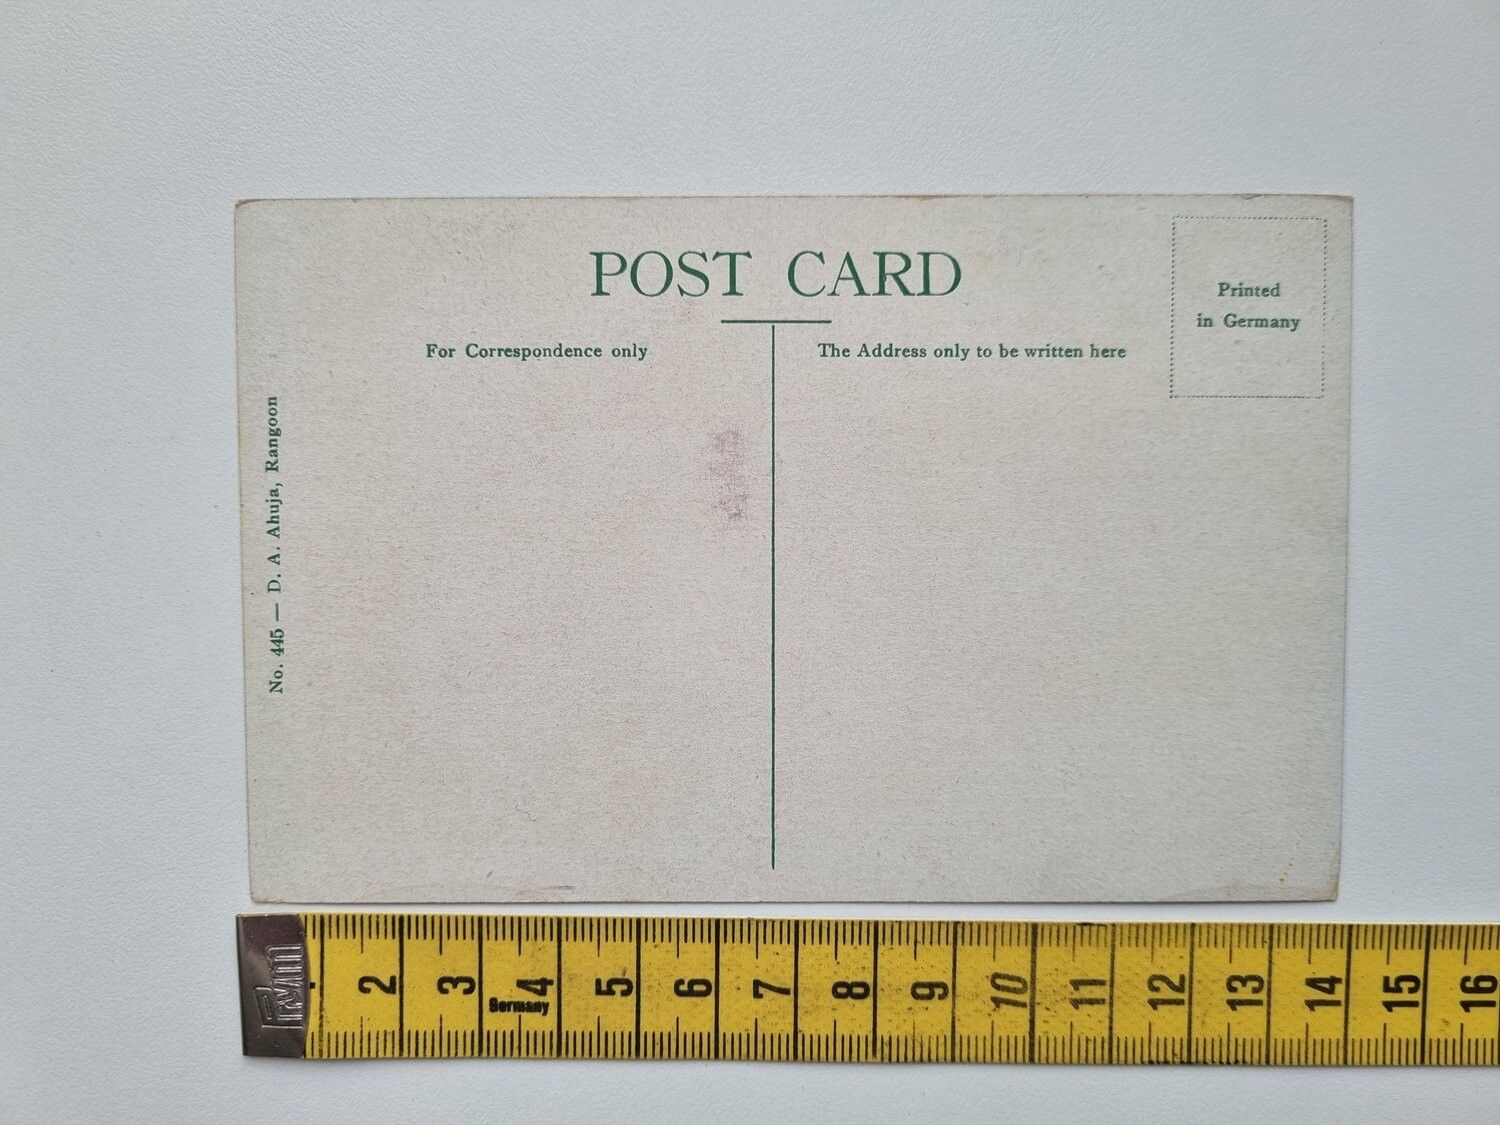 POST CARD
For Correspondence only
The Address only to be written here
Printed
in Germany
No. 445 — D. A. Ahuja, Rangoon
Prym
2 3 4 5 6 7 8 9 10 11 12 13 14 15 16
Germany